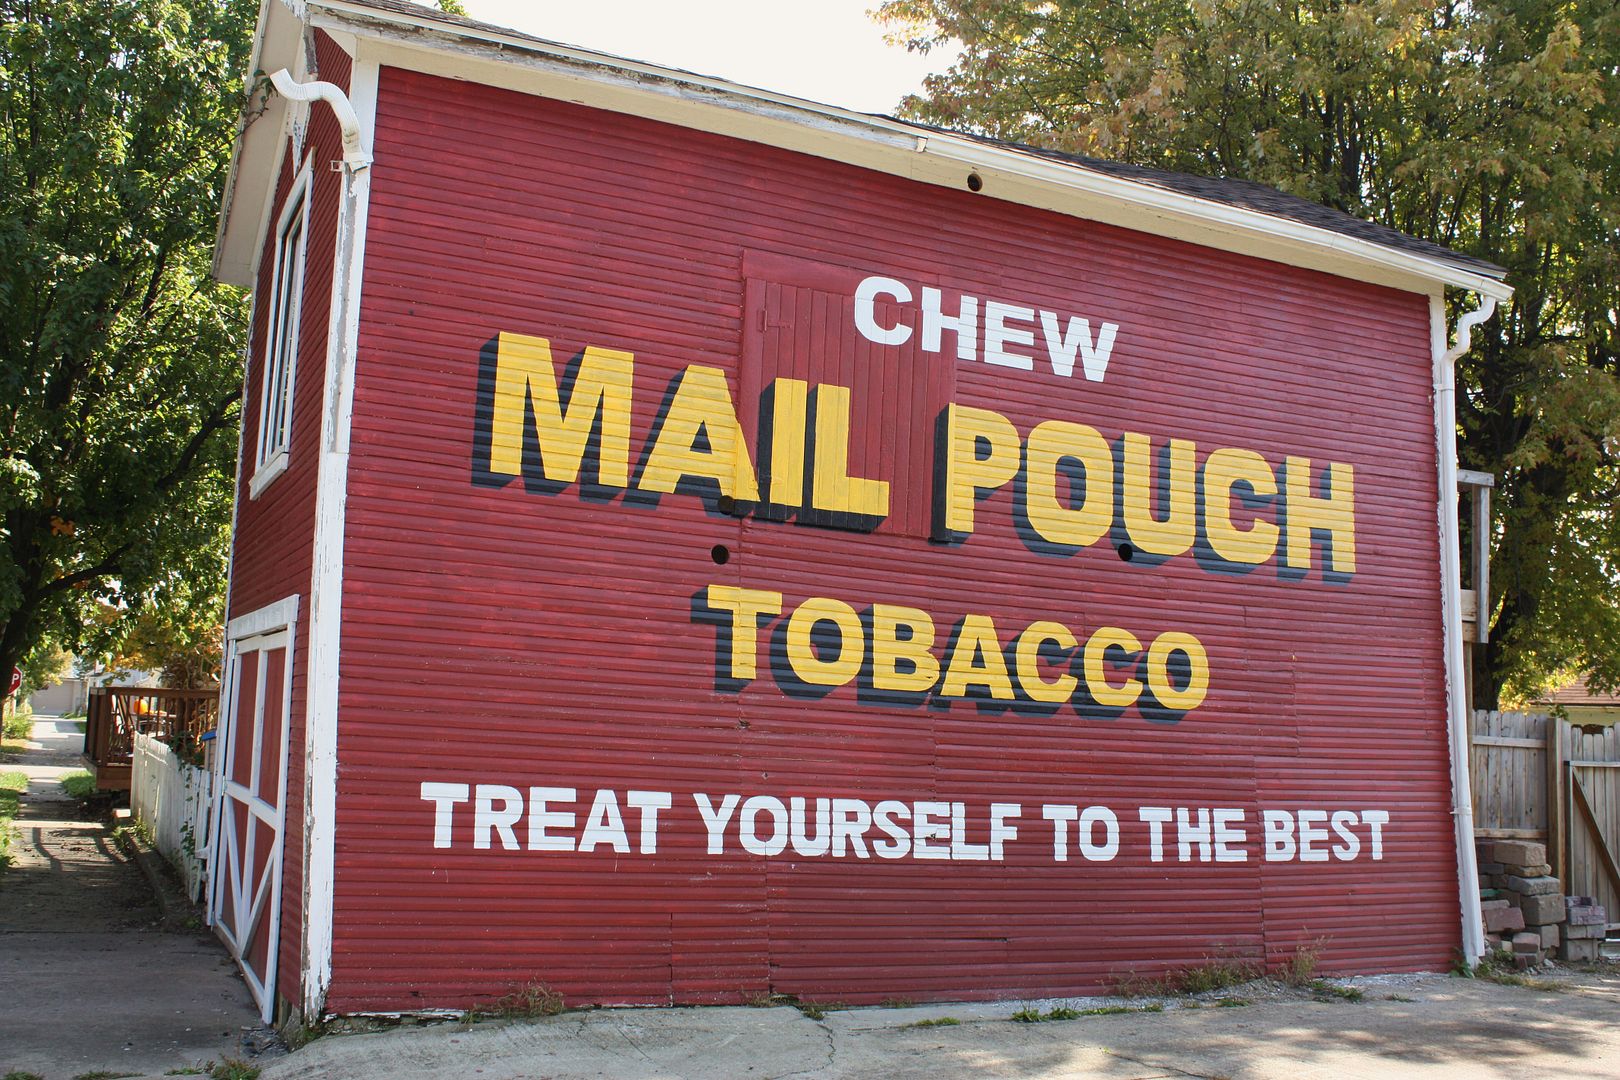 CHEW
MAIL POUCH
TOBACCO
TREAT YOURSELF TO THE BEST